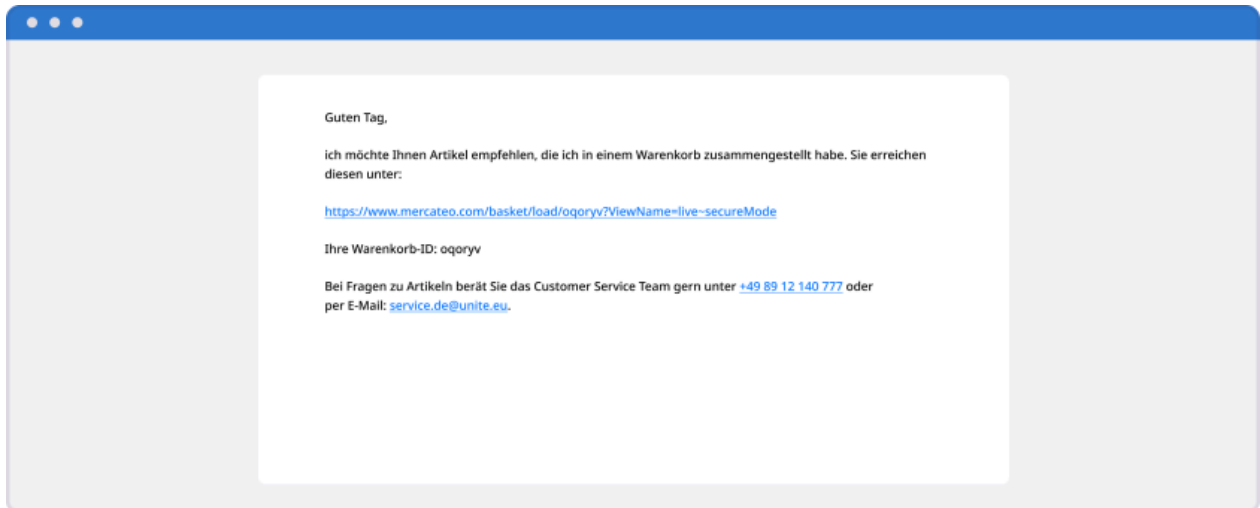 Guten Tag,
ich möchte Ihnen Artikel empfehlen, die ich in einem Warenkorb zusammengestellt habe. Sie erreichen
diesen unter:
https://www.mercateo.com/basket/load/oqoryv?ViewName=live~secureMode
Ihre Warenkorb-ID: oqoryv
Bei Fragen zu Artikeln berät Sie das Customer Service Team gern unter +49 89 12 140 777 oder
per E-Mail: service.de@unite.eu.